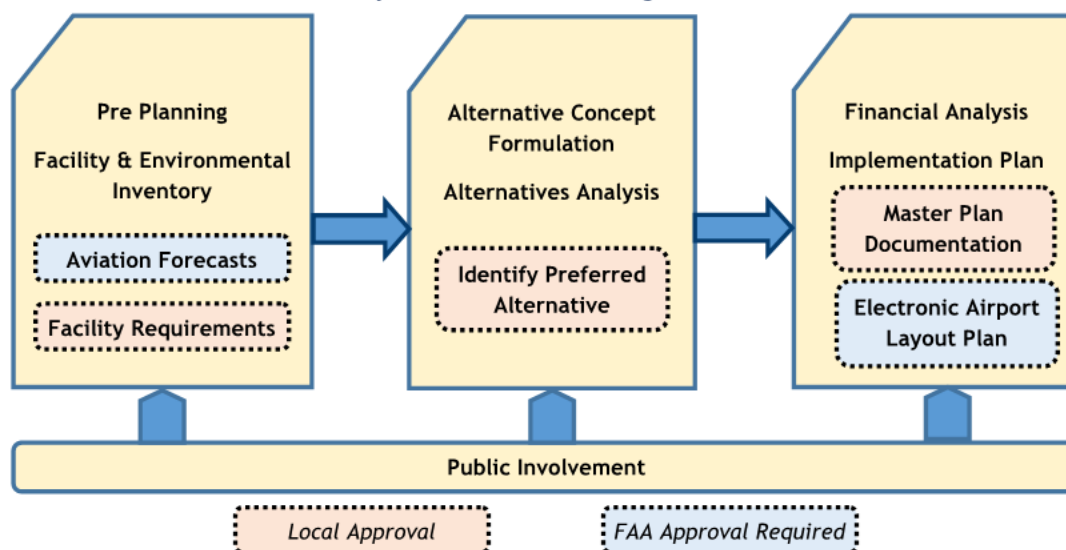 Pre Planning
Facility & Environmental
Inventory
Aviation Forecasts
Facility Requirements
Alternative Concept
Formulation
Alternatives Analysis
Identify Preferred
Alternative
Financial Analysis
Implementation Plan
Master Plan
Documentation
Electronic Airport
Layout Plan
Public Involvement
Local Approval
FAA Approval Required